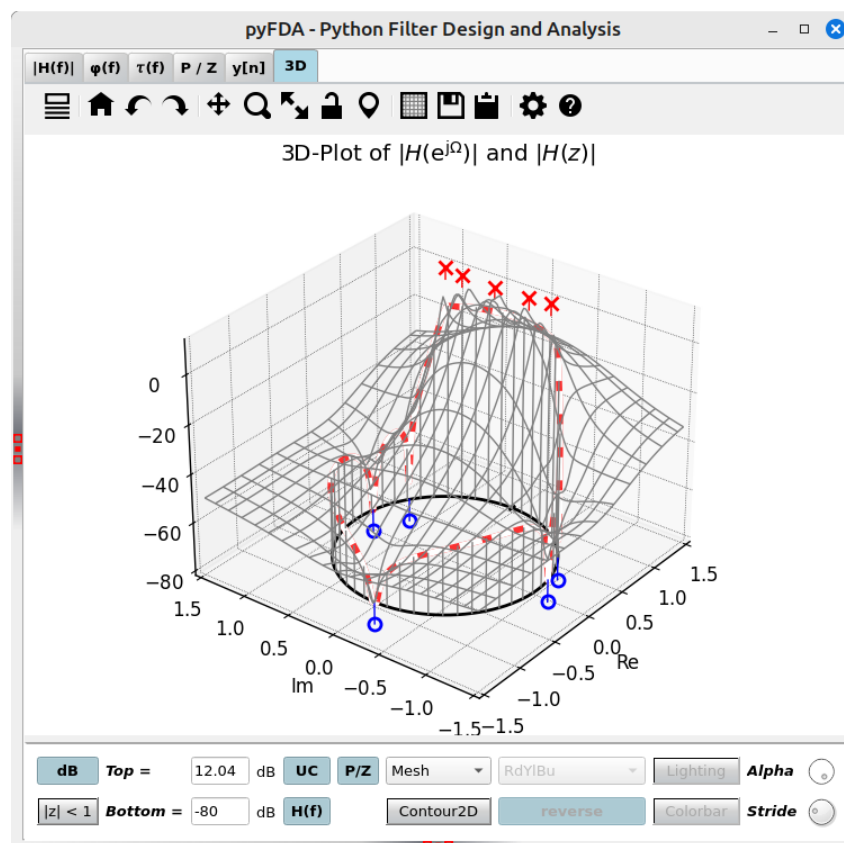 pyFDA - Python Filter Design and Analysis
|H(f)| φ(f) τ(f) P / Z y[n] 3D
3D-Plot of |H(e^jΩ)| and |H(z)|
0
−20
−40
−60
−80
1.5
1.0
0.5
0.0
−0.5
−1.0
−1.5
Im
−1.5
−1.0
−0.5
0.0
0.5
1.0
1.5
Re
dB Top = 12.04 dB UC P/Z Mesh RdYlBu Lighting Alpha
|z| < 1 Bottom = -80 dB H(f) Contour2D reverse Colorbar Stride